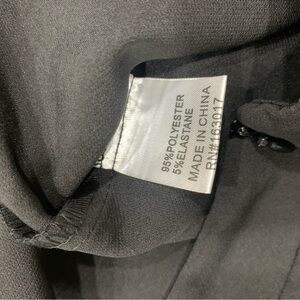 95%POLYESTER
5%ELASTANE
MADE IN CHINA
RN#163017